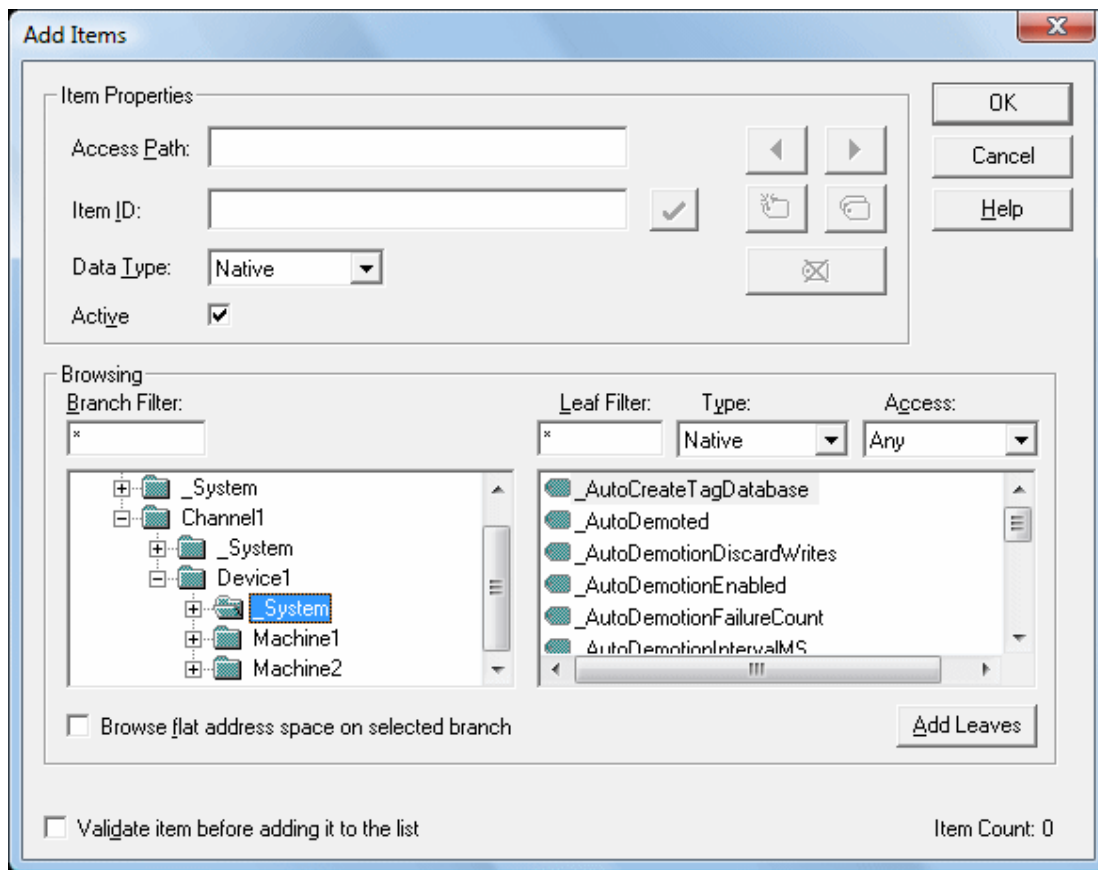 Add Items
Item Properties
Access Path:
Item ID:
Data Type: Native
Active
OK
Cancel
Help
Browsing
Branch Filter:
*
Leaf Filter: Type: Access:
* Native Any
_System
Channel1
_System
Device1
_System
Machine1
Machine2
_AutoCreateTagDatabase
_AutoDemoted
_AutoDemotionDiscardWrites
_AutoDemotionEnabled
_AutoDemotionFailureCount
_AutoDemotionIntervalMS
Browse flat address space on selected branch
Add Leaves
Validate item before adding it to the list
Item Count: 0